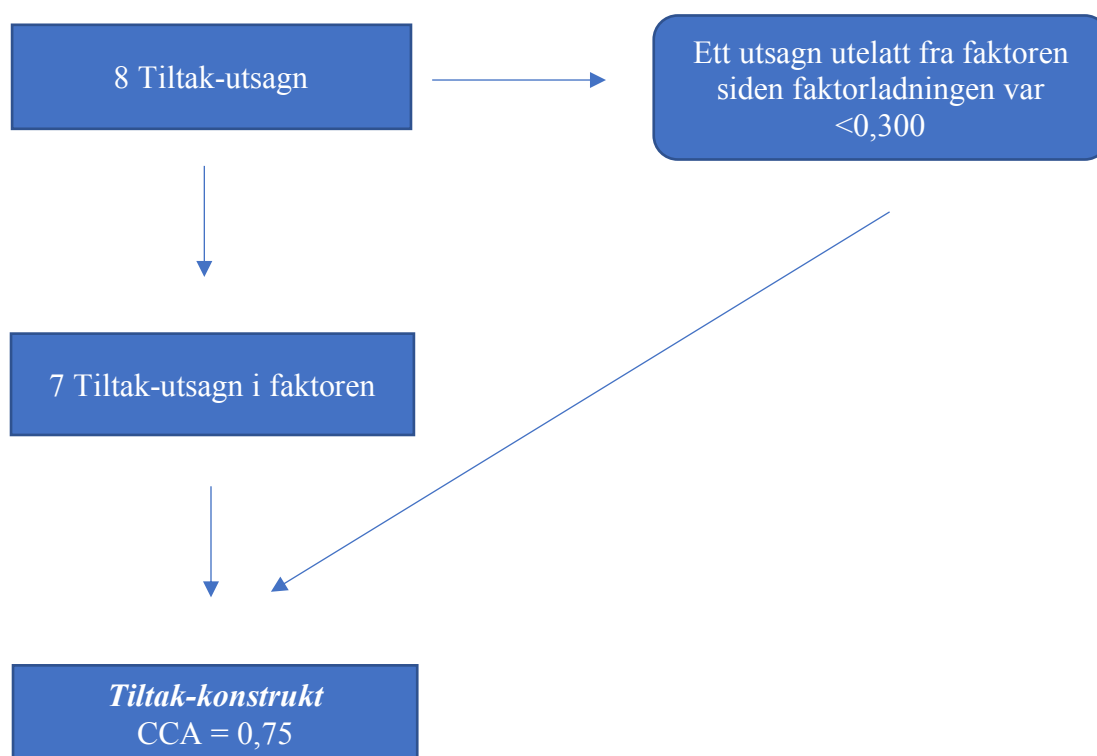 8 Tiltak-utsagn
Ett utsagn utelatt fra faktoren
siden faktorladningen var
<0,300
7 Tiltak-utsagn i faktoren
Tiltak-konstrukt
CCA = 0,75